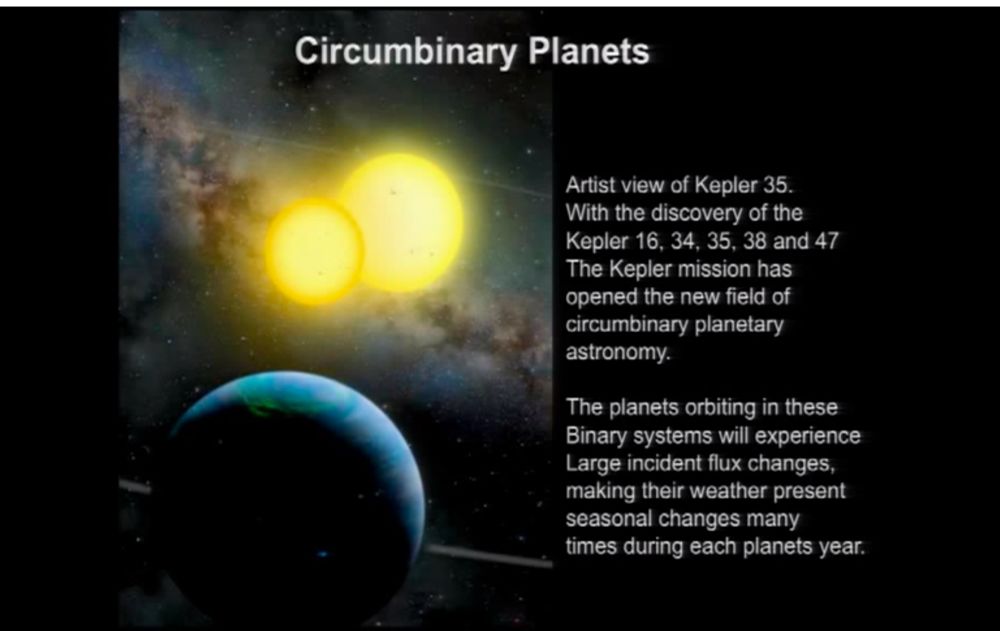 Circumbinary Planets
Artist view of Kepler 35.
With the discovery of the
Kepler 16, 34, 35, 38 and 47
The Kepler mission has
opened the new field of
circumbinary planetary
astronomy.
The planets orbiting in these
Binary systems will experience
Large incident flux changes,
making their weather present
seasonal changes many
times during each planets year.